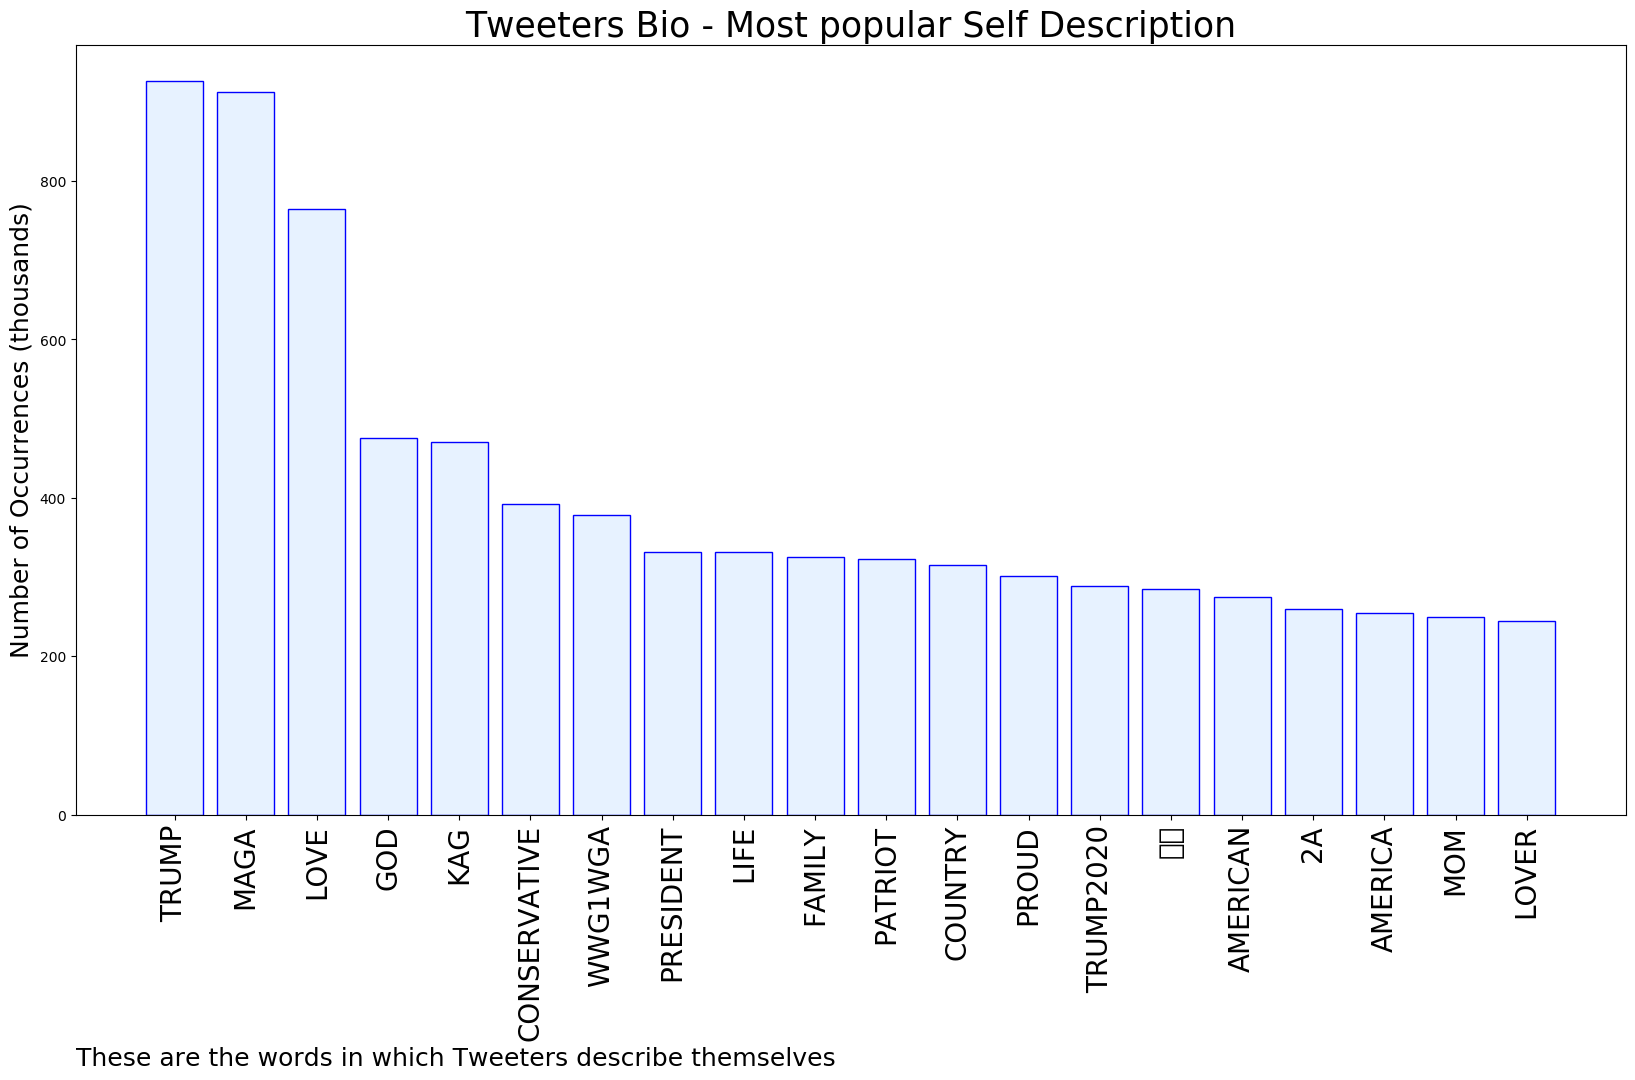 Tweeters Bio - Most popular Self Description
Number of Occurrences (thousands)
800
600
400
200
0
TRUMP
MAGA
LOVE
GOD
KAG
CONSERVATIVE
WWG1WGA
PRESIDENT
LIFE
FAMILY
PATRIOT
COUNTRY
PROUD
TRUMP2020
AMERICAN
2A
AMERICA
MOM
LOVER
These are the words in which Tweeters describe themselves